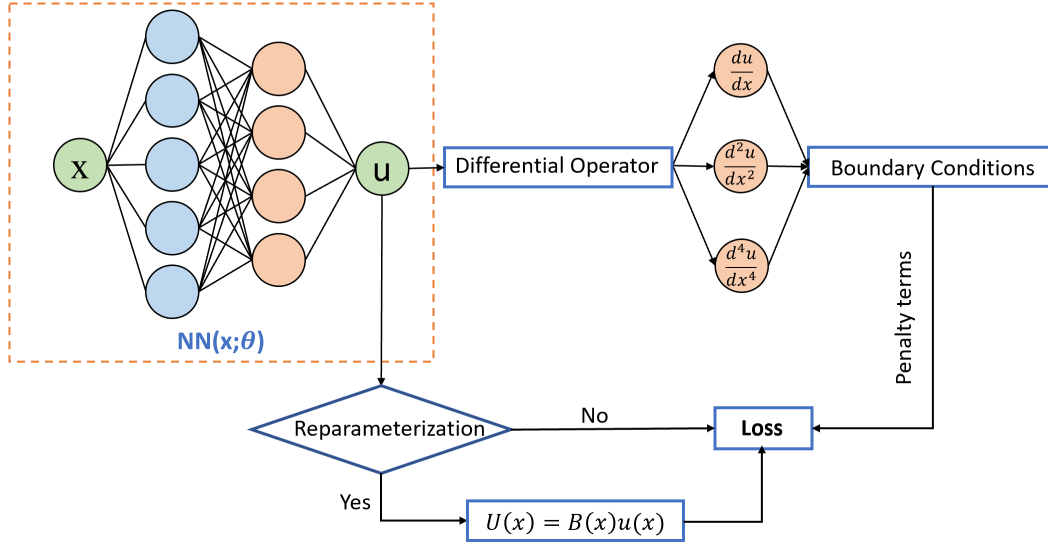 x
u
NN(x;θ)
Differential Operator
du
dx
d²u
dx²
d⁴u
dx⁴
Boundary Conditions
Penalty terms
Reparameterization
No
Loss
Yes
U(x) = B(x)u(x)